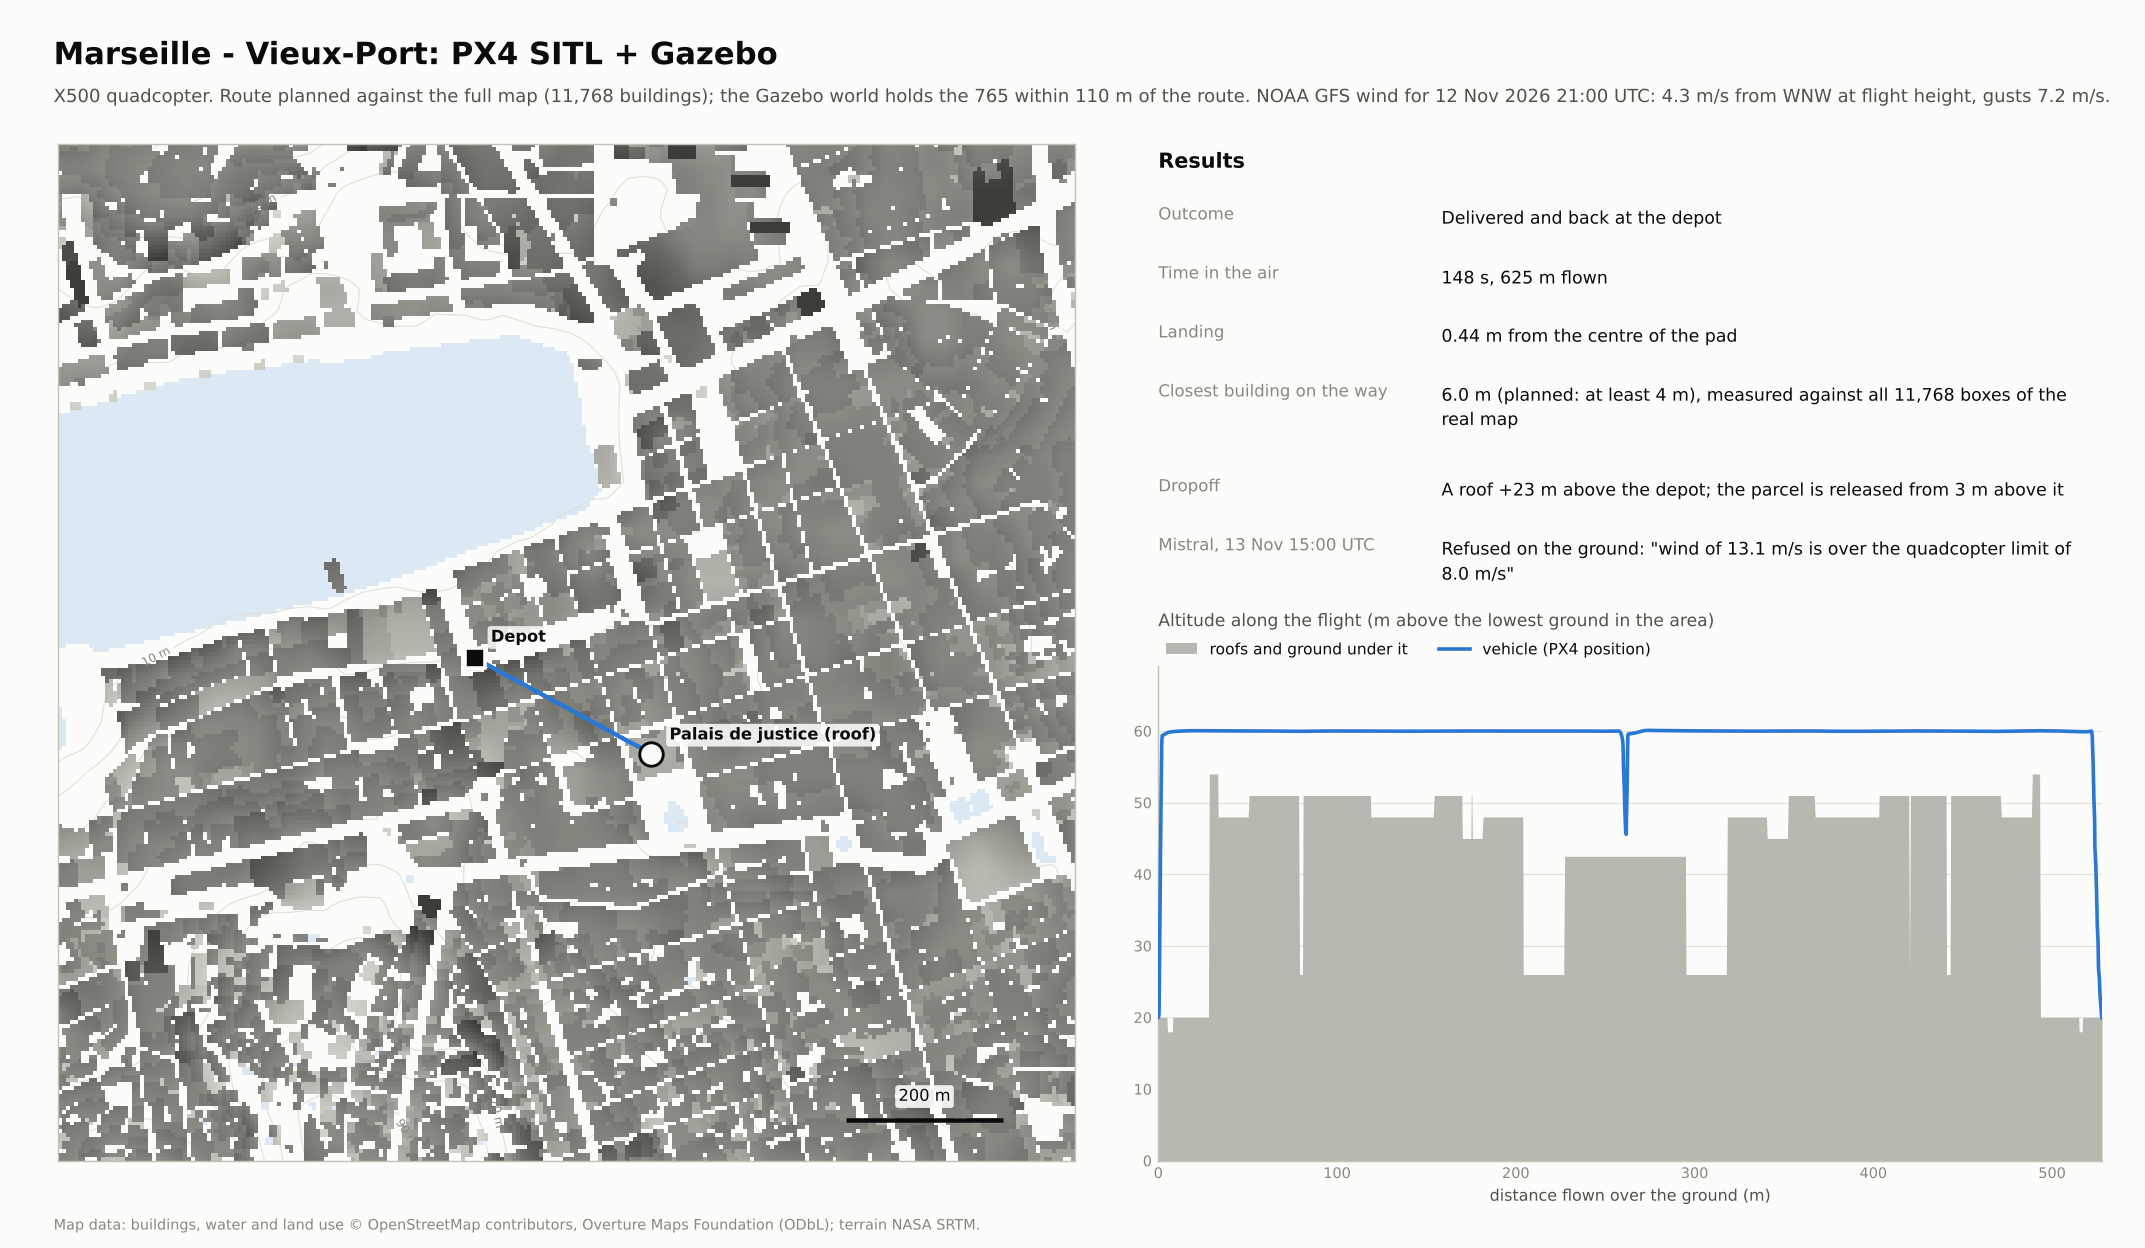 Marseille - Vieux-Port: PX4 SITL + Gazebo
X500 quadcopter. Route planned against the full map (11,768 buildings); the Gazebo world holds the 765 within 110 m of the route. NOAA GFS wind for 12 Nov 2026 21:00 UTC: 4.3 m/s from WNW at flight height, gusts 7.2 m/s.
Depot
Palais de justice (roof)
10 m
200 m
Results
Outcome
Delivered and back at the depot
Time in the air
148 s, 625 m flown
Landing
0.44 m from the centre of the pad
Closest building on the way
6.0 m (planned: at least 4 m), measured against all 11,768 boxes of the
real map
Dropoff
A roof +23 m above the depot; the parcel is released from 3 m above it
Mistral, 13 Nov 15:00 UTC
Refused on the ground: "wind of 13.1 m/s is over the quadcopter limit of
8.0 m/s"
Altitude along the flight (m above the lowest ground in the area)
roofs and ground under it
vehicle (PX4 position)
60
50
40
30
20
10
0
0 100 200 300 400 500
distance flown over the ground (m)
Map data: buildings, water and land use © OpenStreetMap contributors, Overture Maps Foundation (ODbL); terrain NASA SRTM.